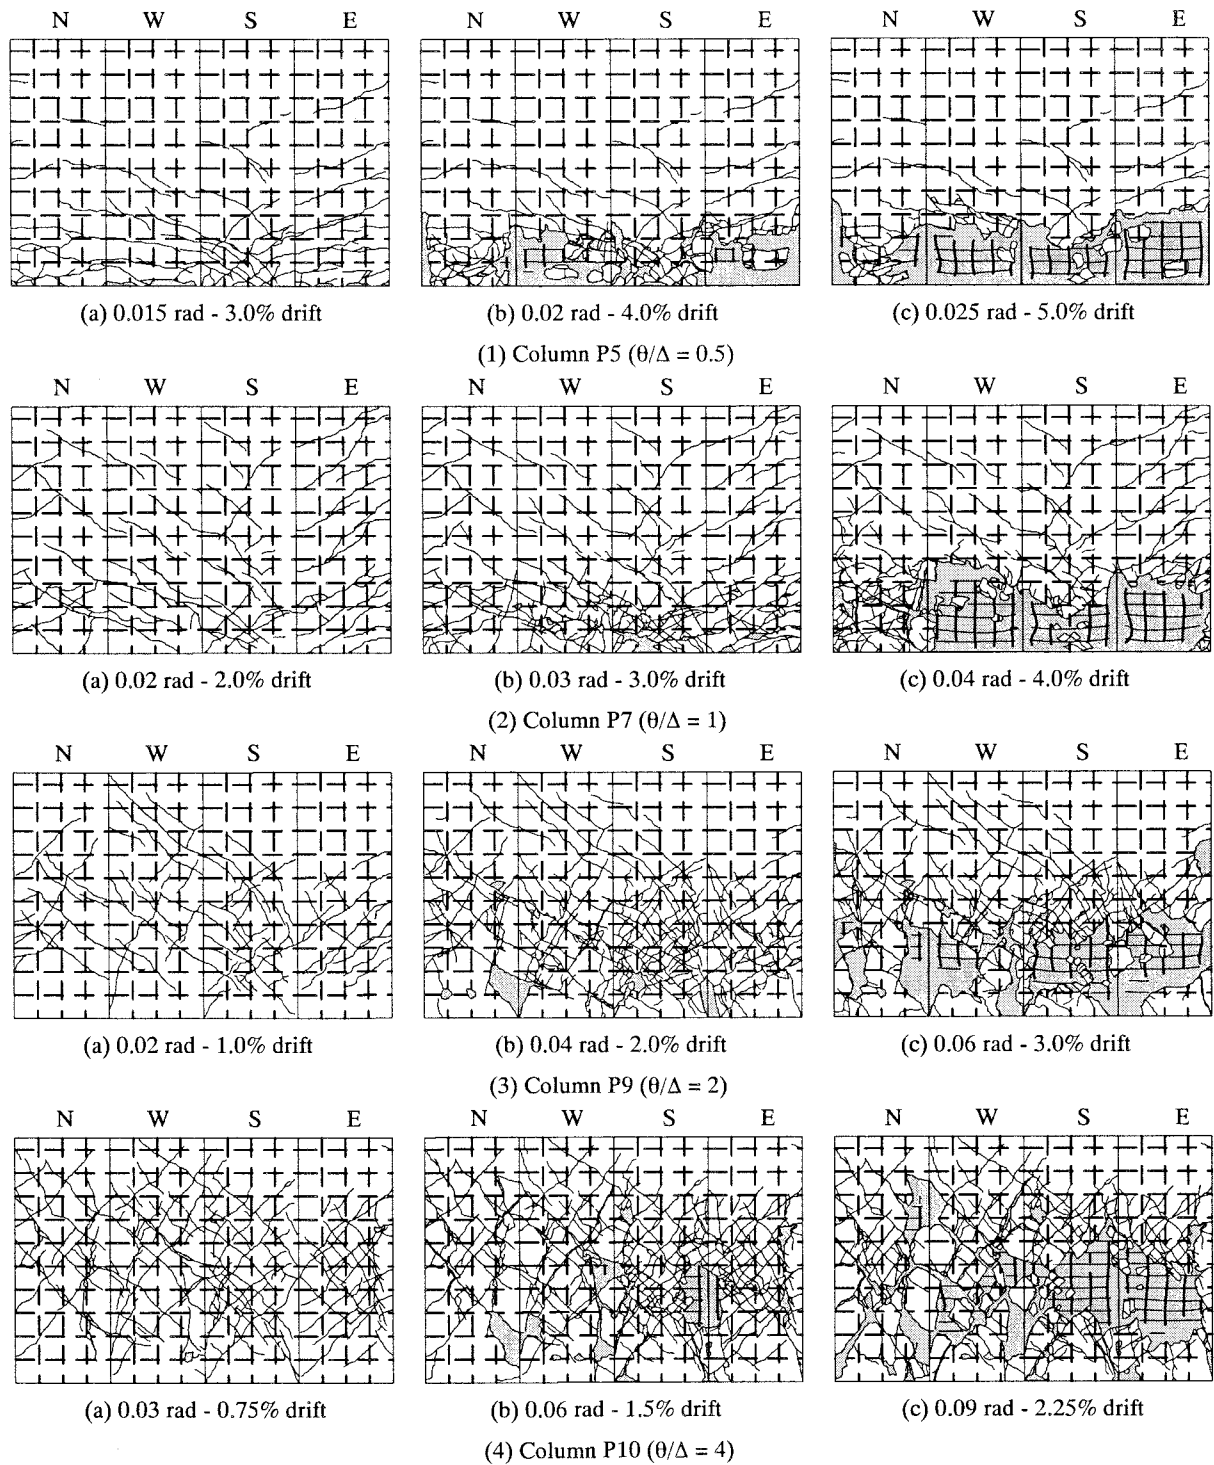 N W S E N W S E N W S E
(a) 0.015 rad - 3.0% drift (b) 0.02 rad - 4.0% drift (c) 0.025 rad - 5.0% drift
(1) Column P5 (θ/Δ = 0.5)
N W S E N W S E N W S E
(a) 0.02 rad - 2.0% drift (b) 0.03 rad - 3.0% drift (c) 0.04 rad - 4.0% drift
(2) Column P7 (θ/Δ = 1)
N W S E N W S E N W S E
(a) 0.02 rad - 1.0% drift (b) 0.04 rad - 2.0% drift (c) 0.06 rad - 3.0% drift
(3) Column P9 (θ/Δ = 2)
N W S E N W S E N W S E
(a) 0.03 rad - 0.75% drift (b) 0.06 rad - 1.5% drift (c) 0.09 rad - 2.25% drift
(4) Column P10 (θ/Δ = 4)